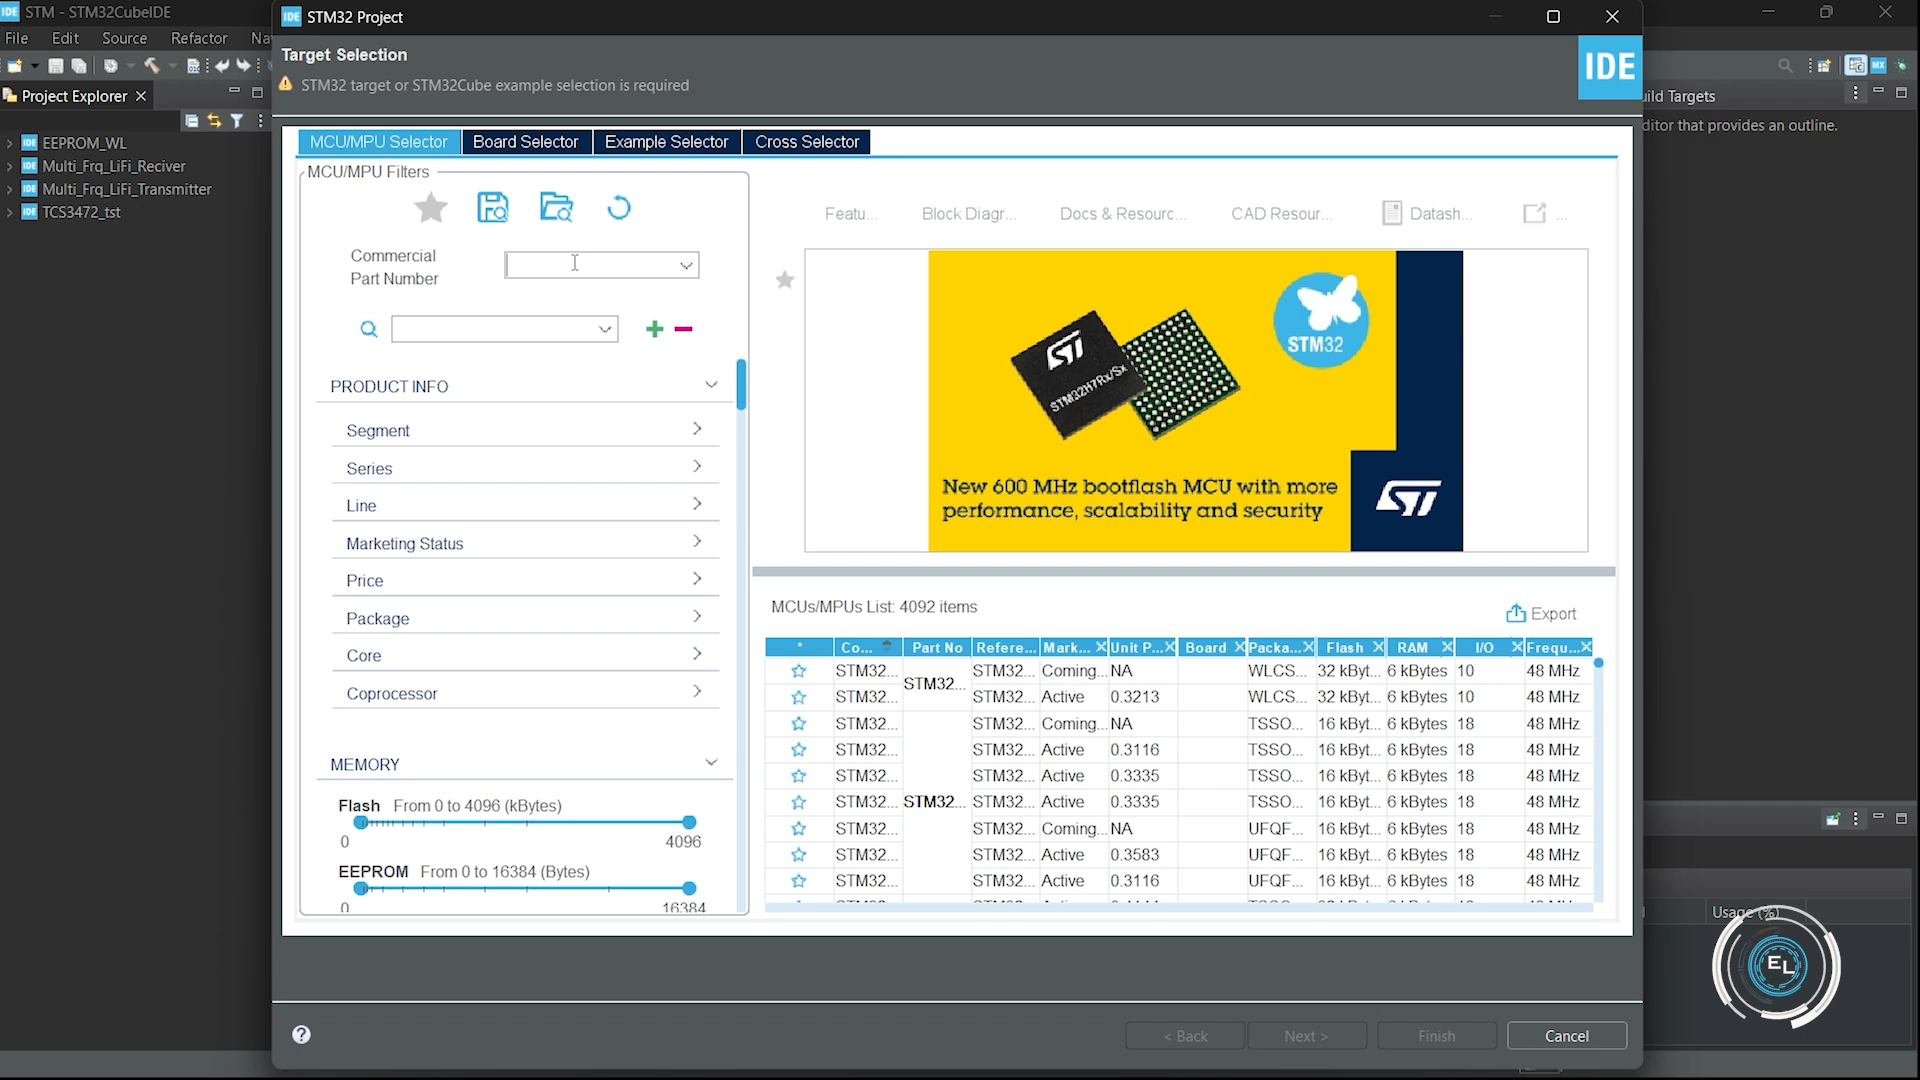 IDE STM - STM32CubeIDE
File Edit Source Refactor Na
Project Explorer
EEPROM_WL
Multi_Frq_LiFi_Reciver
Multi_Frq_LiFi_Transmitter
TCS3472_tst
IDE STM32 Project
Target Selection
STM32 target or STM32Cube example selection is required
IDE
MCU/MPU Selector Board Selector Example Selector Cross Selector
MCU/MPU Filters
Commercial
Part Number
PRODUCT INFO
Segment
Series
Line
Marketing Status
Price
Package
Core
Coprocessor
MEMORY
Flash From 0 to 4096 (kBytes)
0 4096
EEPROM From 0 to 16384 (Bytes)
0 16384
Featu... Block Diagr... Docs & Resourc... CAD Resour... Datash... ...
ST
STM32H7Rx/Sx
STM32
New 600 MHz bootflash MCU with more
performance, scalability and security
ST
MCUs/MPUs List: 4092 items
Export
* Co... Part No Refere... Mark... Unit P... Board Packa... Flash RAM I/O Frequ...
STM32... STM32... STM32... Coming... NA WLCS... 32 kByt... 6 kBytes 10 48 MHz
STM32... STM32... Active 0.3213 WLCS... 32 kByt... 6 kBytes 10 48 MHz
STM32... STM32... Coming... NA TSSO... 16 kByt... 6 kBytes 18 48 MHz
STM32... STM32... Active 0.3116 TSSO... 16 kByt... 6 kBytes 18 48 MHz
STM32... STM32... Active 0.3335 TSSO... 16 kByt... 6 kBytes 18 48 MHz
STM32... STM32... STM32... Active 0.3335 TSSO... 16 kByt... 6 kBytes 18 48 MHz
STM32... STM32... Coming... NA UFQF... 16 kByt... 6 kBytes 18 48 MHz
STM32... STM32... Active 0.3583 UFQF... 16 kByt... 6 kBytes 18 48 MHz
STM32... STM32... Active 0.3116 UFQF... 16 kByt... 6 kBytes 18 48 MHz
< Back Next > Finish Cancel
MX
uild Targets
ditor that provides an outline.
Usage (%)
EL